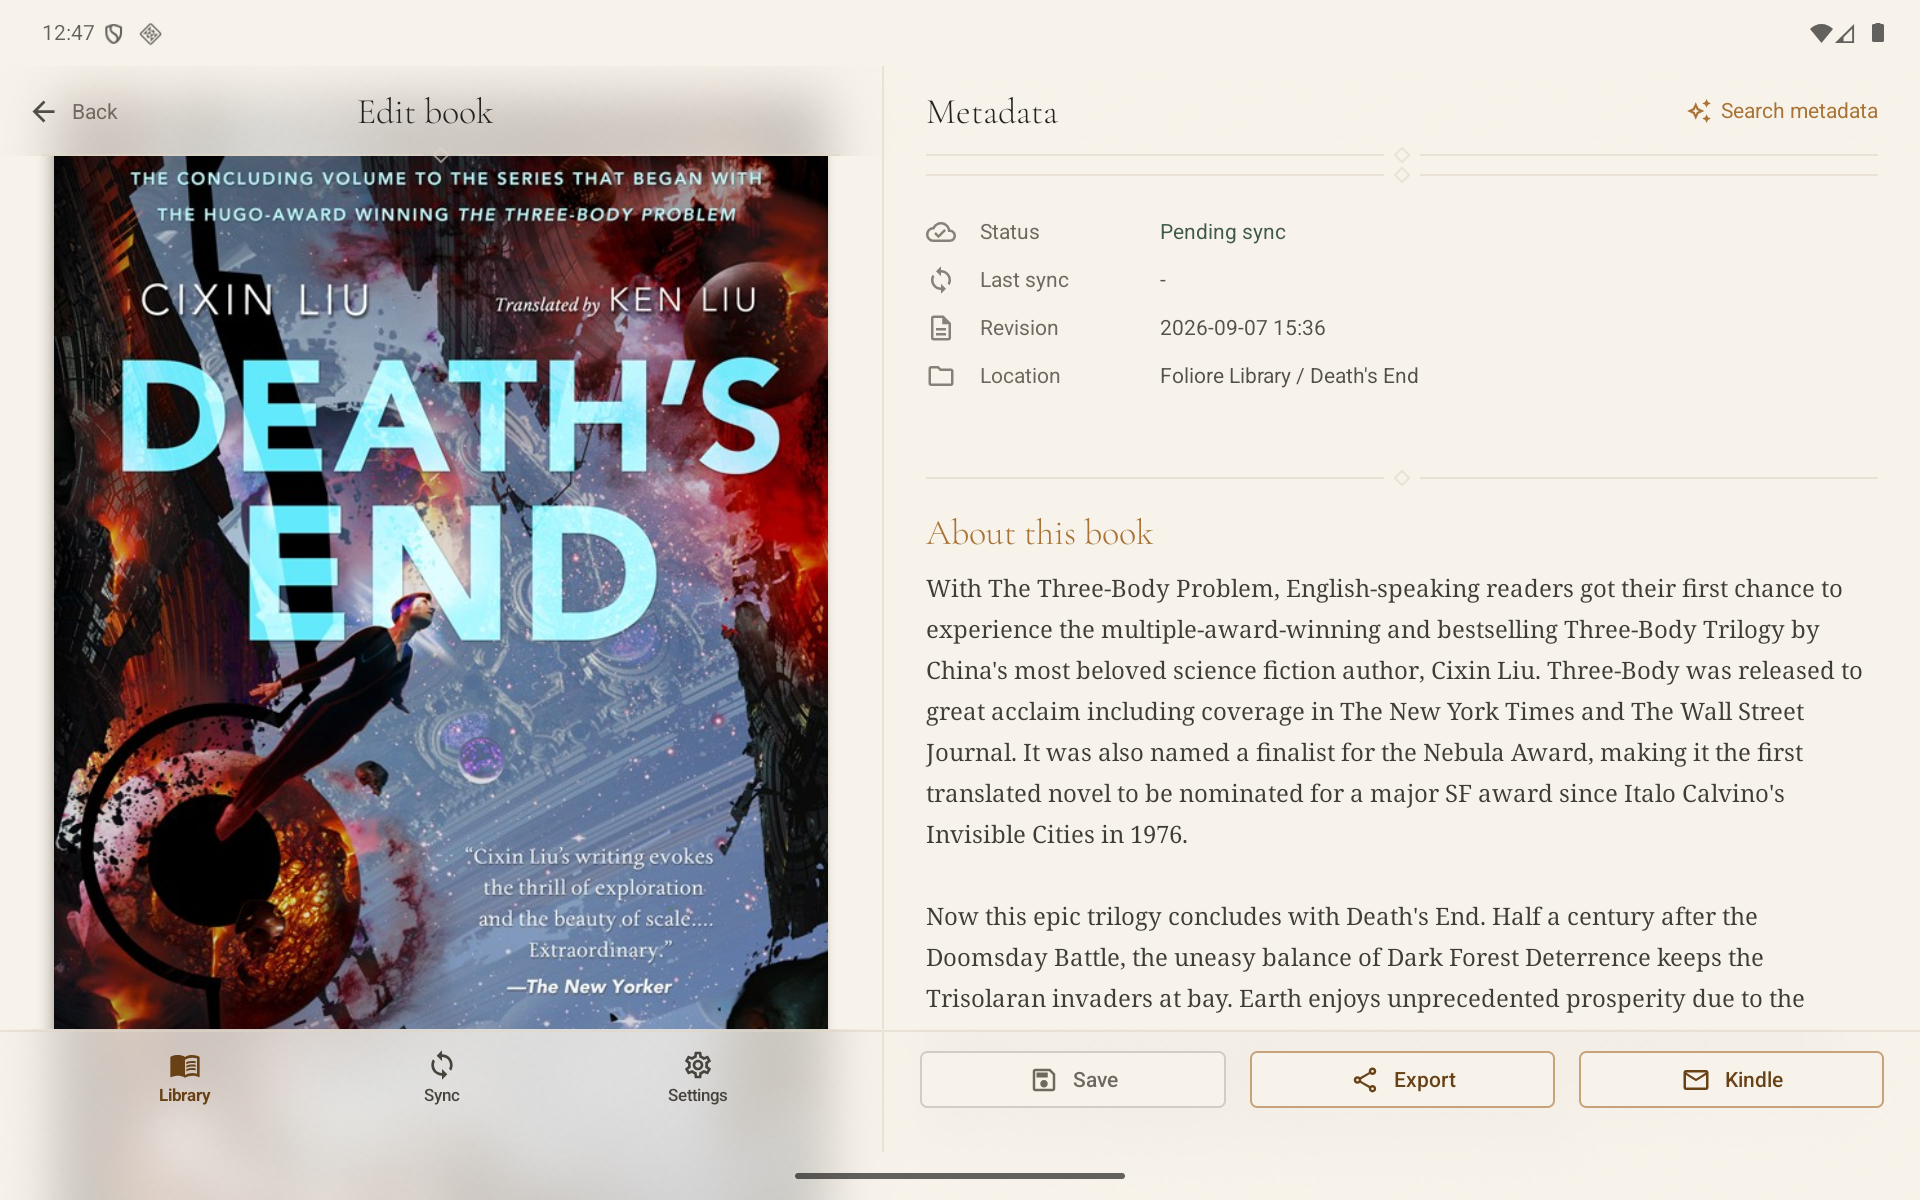 12:47
Back
Edit book
THE CONCLUDING VOLUME TO THE SERIES THAT BEGAN WITH
THE HUGO-AWARD WINNING THE THREE-BODY PROBLEM
CIXIN LIU
Translated by KEN LIU
DEATH'S
END
“Cixin Liu's writing evokes
the thrill of exploration
and the beauty of scale....
Extraordinary.”
—The New Yorker
Library
Sync
Settings
Metadata
Search metadata
Status
Pending sync
Last sync
-
Revision
2026-09-07 15:36
Location
Foliore Library / Death's End
About this book
With The Three-Body Problem, English-speaking readers got their first chance to
experience the multiple-award-winning and bestselling Three-Body Trilogy by
China's most beloved science fiction author, Cixin Liu. Three-Body was released to
great acclaim including coverage in The New York Times and The Wall Street
Journal. It was also named a finalist for the Nebula Award, making it the first
translated novel to be nominated for a major SF award since Italo Calvino's
Invisible Cities in 1976.
Now this epic trilogy concludes with Death's End. Half a century after the
Doomsday Battle, the uneasy balance of Dark Forest Deterrence keeps the
Trisolaran invaders at bay. Earth enjoys unprecedented prosperity due to the
Save
Export
Kindle